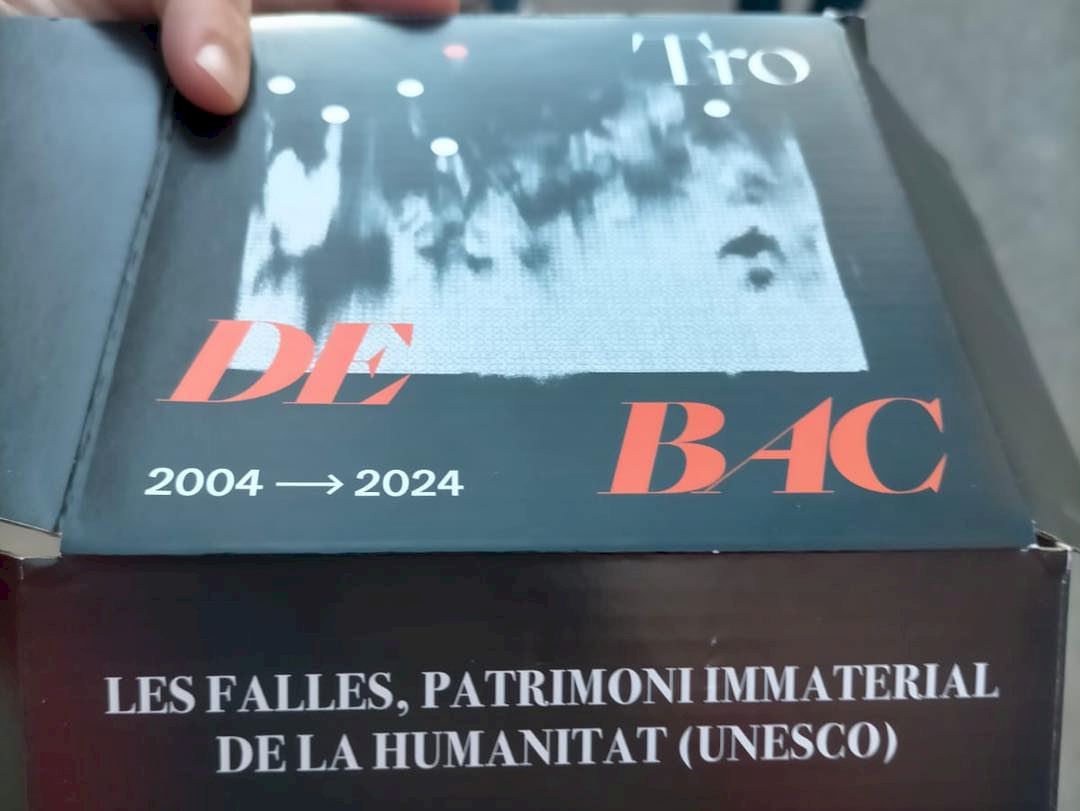 Tro
DE
BAC
2004 → 2024
LES FALLES, PATRIMONI IMMATERIAL
DE LA HUMANITAT (UNESCO)